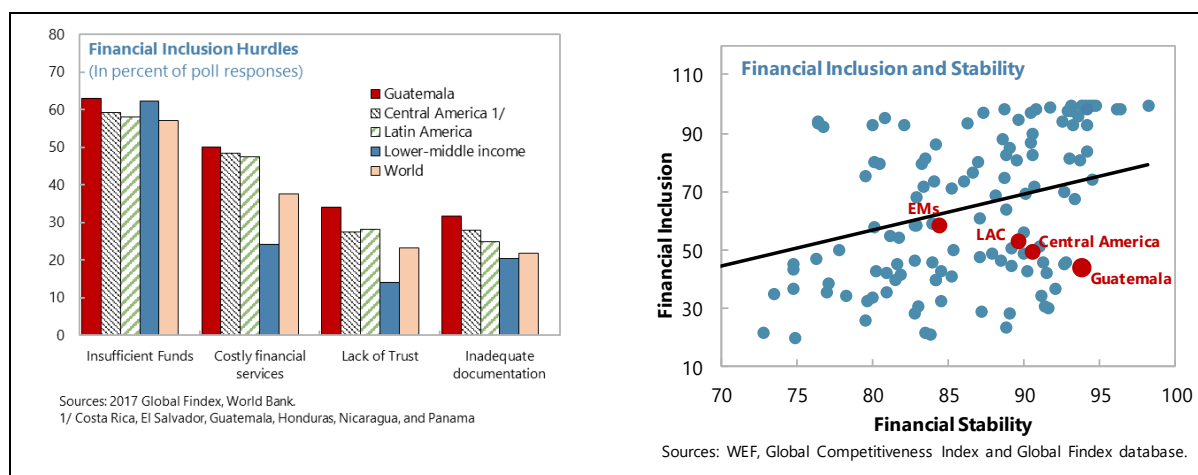 Financial Inclusion Hurdles
(In percent of poll responses)
80
70
60
50
40
30
20
10
0
Guatemala
Central America 1/
Latin America
Lower-middle income
World
Insufficient Funds
Costly financial
services
Lack of Trust
Inadequate
documentation
Sources: 2017 Global Findex, World Bank.
1/ Costa Rica, El Salvador, Guatemala, Honduras, Nicaragua, and Panama
Financial Inclusion and Stability
Financial Inclusion
110
90
70
50
30
10
EMs
LAC
Central America
Guatemala
70 75 80 85 90 95 100
Financial Stability
Sources: WEF, Global Competitiveness Index and Global Findex database.